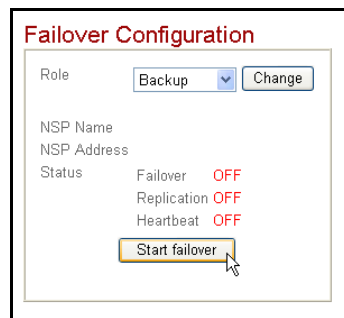 Failover Configuration
Role Backup Change
NSP Name
NSP Address
Status Failover OFF
Replication OFF
Heartbeat OFF
Start failover